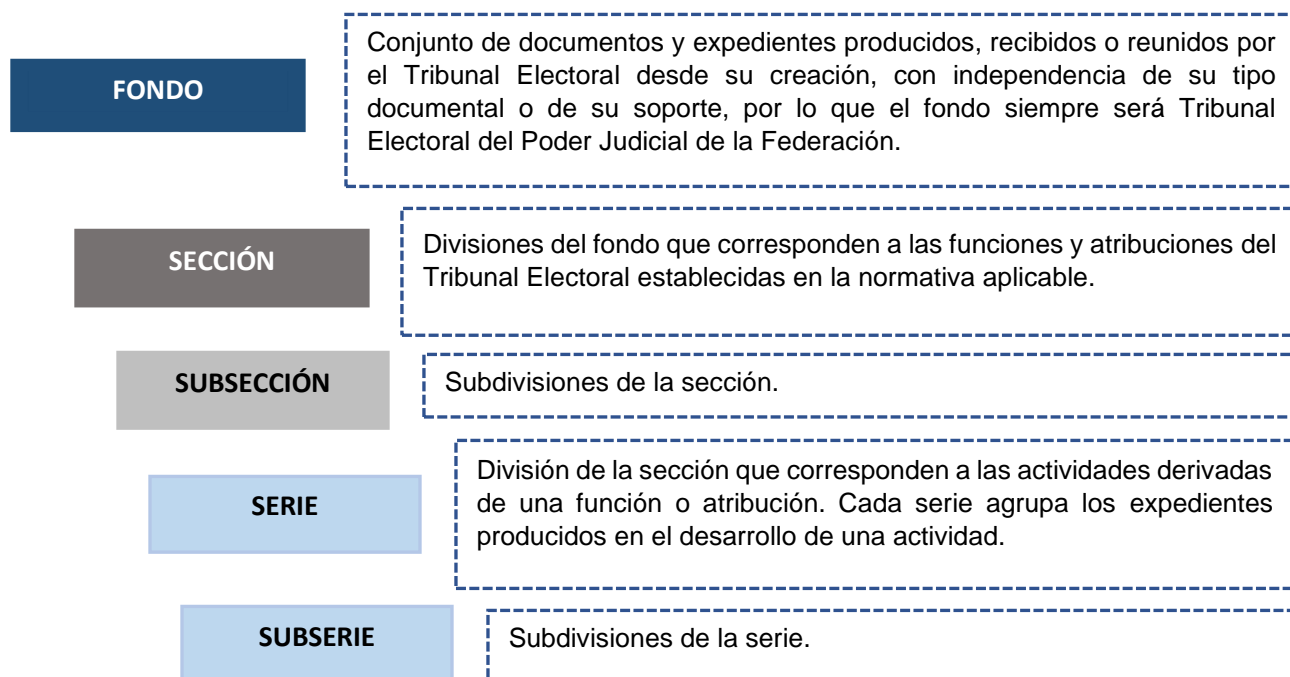 FONDO
Conjunto de documentos y expedientes producidos, recibidos o reunidos por
el Tribunal Electoral desde su creación, con independencia de su tipo
documental o de su soporte, por lo que el fondo siempre será Tribunal
Electoral del Poder Judicial de la Federación.
SECCIÓN
Divisiones del fondo que corresponden a las funciones y atribuciones del
Tribunal Electoral establecidas en la normativa aplicable.
SUBSECCIÓN
Subdivisiones de la sección.
SERIE
División de la sección que corresponden a las actividades derivadas
de una función o atribución. Cada serie agrupa los expedientes
producidos en el desarrollo de una actividad.
SUBSERIE
Subdivisiones de la serie.